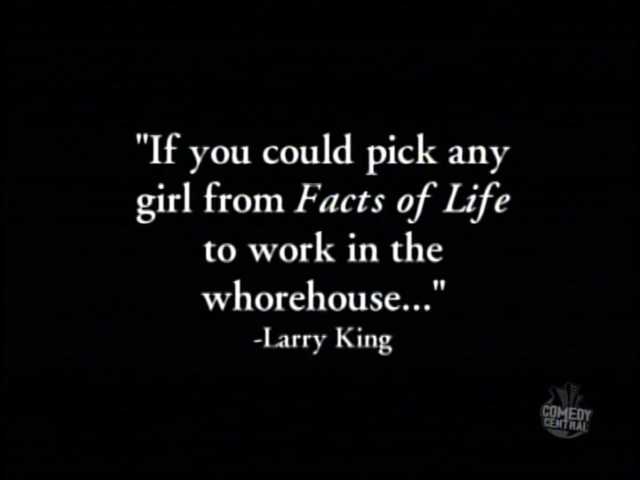 "If you could pick any
girl from Facts of Life
to work in the
whorehouse..."
-Larry King
COMEDY
CENTRAL